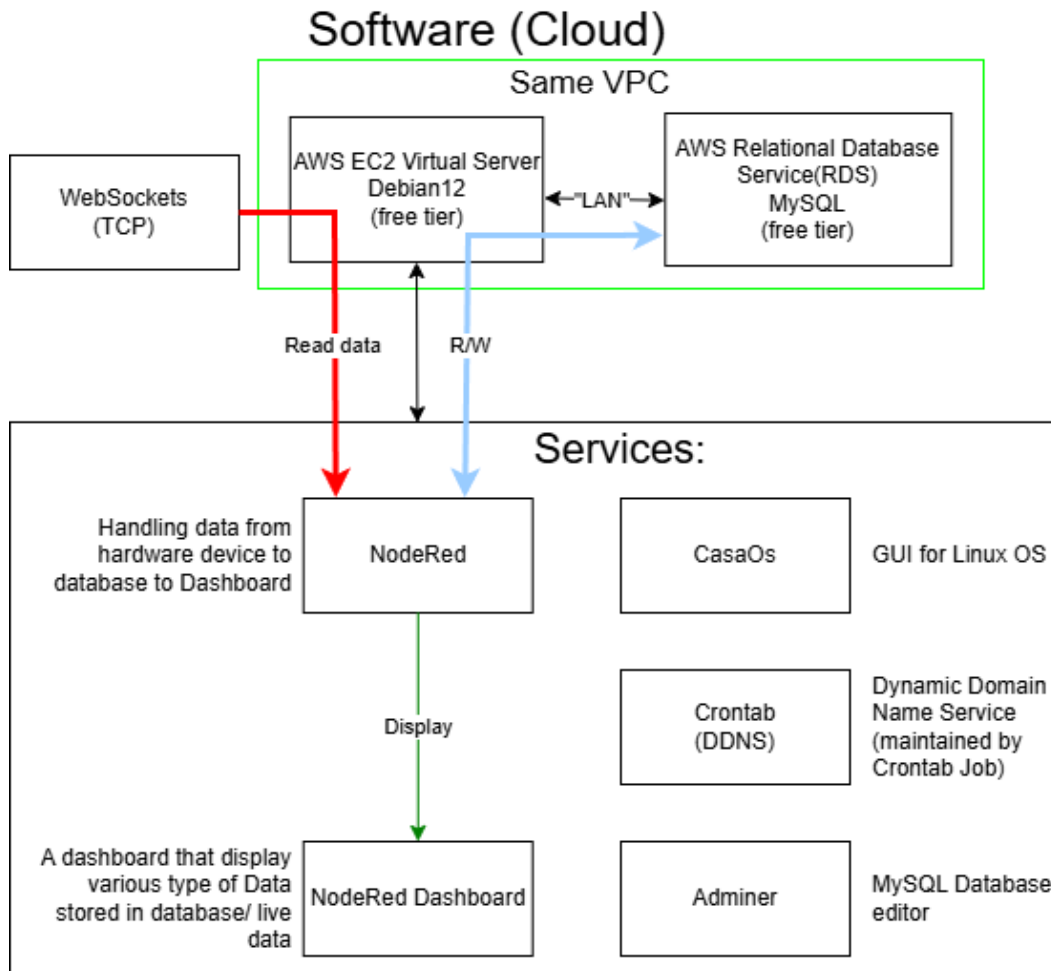 Software (Cloud)
Same VPC
WebSockets
(TCP)
AWS EC2 Virtual Server
Debian12
(free tier)
"LAN"
AWS Relational Database
Service(RDS)
MySQL
(free tier)
Read data
R/W
Services:
Handling data from
hardware device to
database to Dashboard
NodeRed
CasaOs
GUI for Linux OS
Display
Crontab
(DDNS)
Dynamic Domain
Name Service
(maintained by
Crontab Job)
A dashboard that display
various type of Data
stored in database/ live
data
NodeRed Dashboard
Adminer
MySQL Database
editor